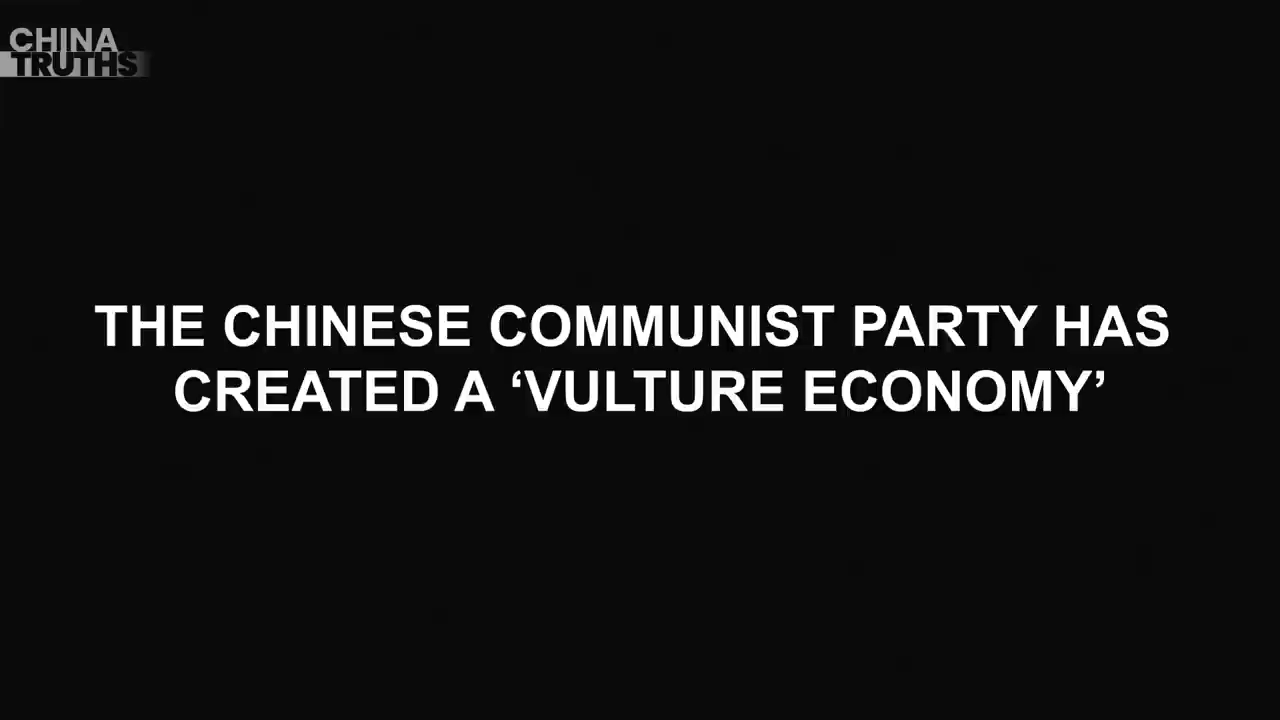 CHINA
TRUTHS
THE CHINESE COMMUNIST PARTY HAS
CREATED A ‘VULTURE ECONOMY’